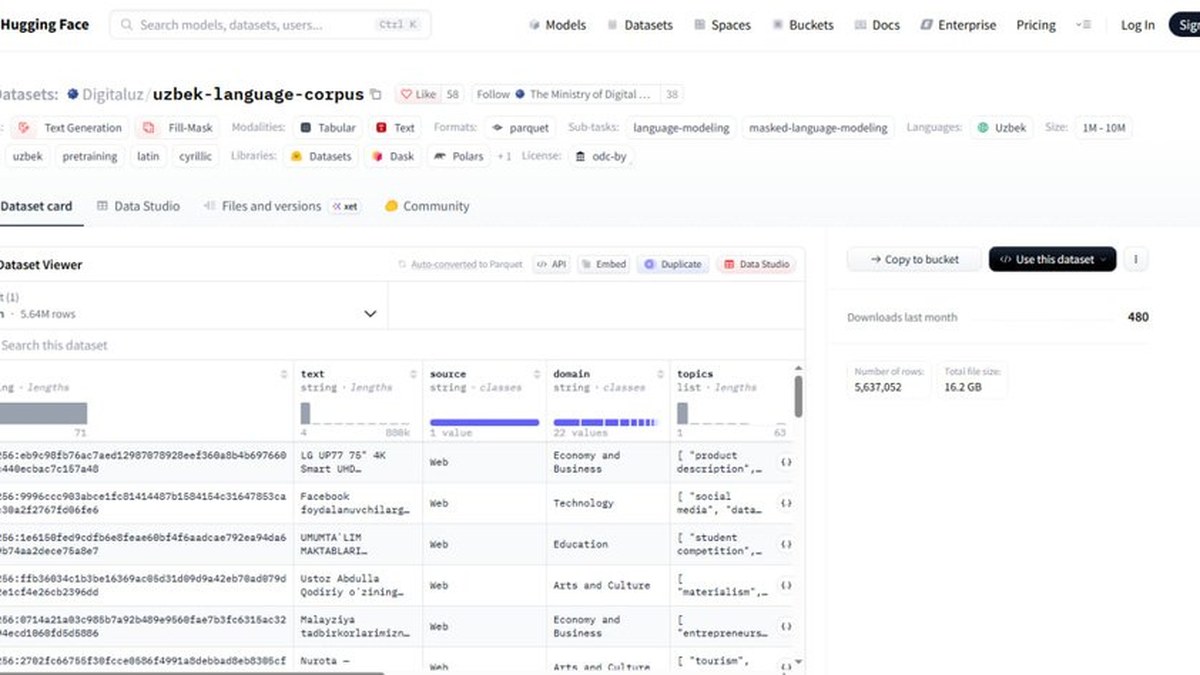 Hugging Face Search models, datasets, users... Ctrl K Models Datasets Spaces Buckets Docs Enterprise Pricing Log In
Digitaluz/uzbek-language-corpus Like 58 Follow The Ministry of Digital ... 38
Text Generation Fill-Mask Modalities: Tabular Text Formats: parquet Sub-tasks: language-modeling masked-language-modeling Languages: Uzbek Size: 1M - 10M
uzbek pretraining latin cyrillic Libraries: Datasets Dask Polars + 1 License: odc-by
Dataset card Data Studio Files and versions xet Community
Dataset Viewer Auto-converted to Parquet API Embed Duplicate Data Studio
Copy to bucket Use this dataset
(1)
· 5.64M rows
Downloads last month 480
Search this dataset
Number of rows: Total file size:
5,637,052 16.2 GB
text source domain topics
· lengths string · lengths string · classes string · classes list · lengths
71 4 880k 1 value 22 values 1 63
LG UP77 75" 4K Web Economy and [ "product
Smart UHD… Business description",…
Facebook Web Technology [ "social
foydalanuvchilarg… media", "data…
UMUMTA`LIM Web Education [ "student
MAKTABLARI… competition",…
Ustoz Abdulla Web Arts and Culture [
Qodiriy o'zining… "materialism",…
Malayziya Web Economy and [
tadbirkorlarimizn… Business "entrepreneurs…
Nurota — Web Arts and Culture [ "tourism",